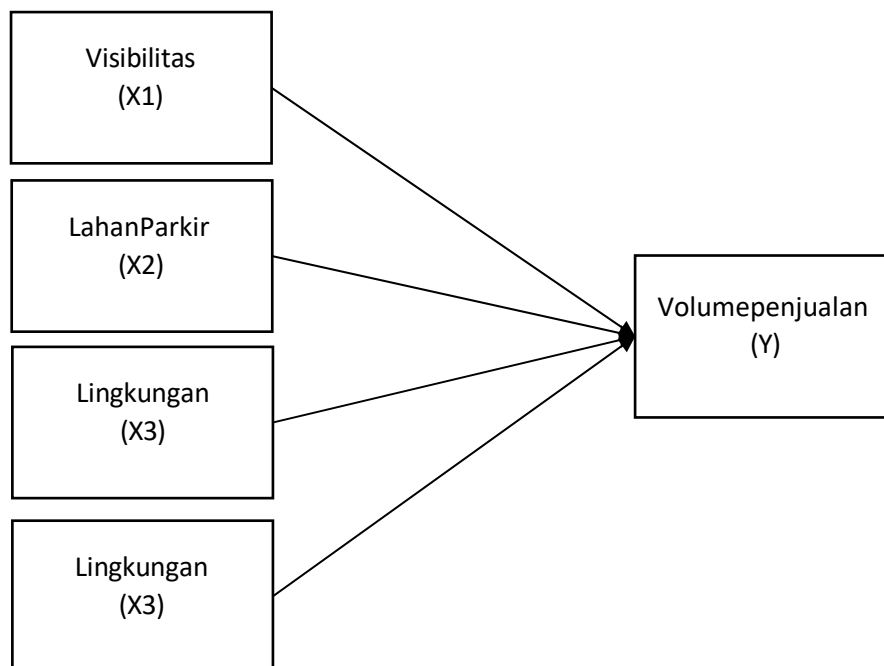 Visibilitas
(X1)
LahanParkir
(X2)
Lingkungan
(X3)
Lingkungan
(X3)
Volumepenjualan
(Y)